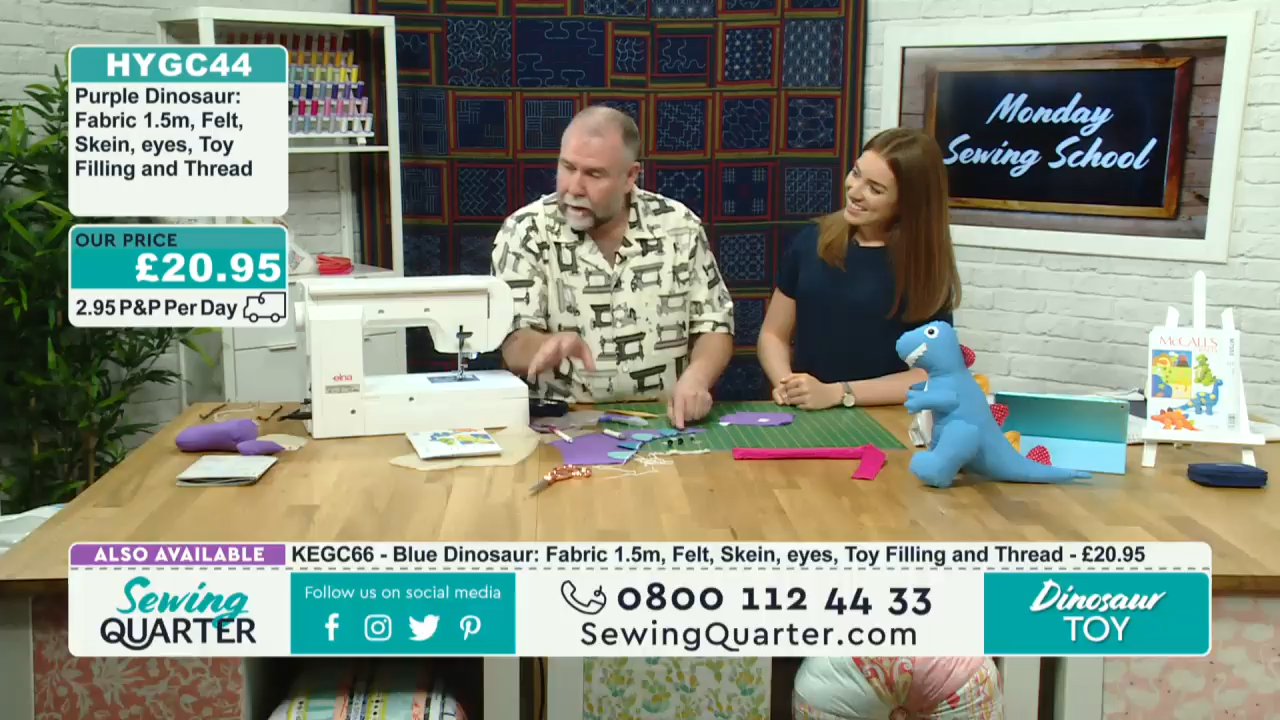 HYGC44
Purple Dinosaur:
Fabric 1.5m, Felt,
Skein, eyes, Toy
Filling and Thread
OUR PRICE
£20.95
2.95 P&P Per Day
Monday
Sewing School
elna
McCALL'S
ALSO AVAILABLE
KEGC66 - Blue Dinosaur: Fabric 1.5m, Felt, Skein, eyes, Toy Filling and Thread - £20.95
Sewing
QUARTER
Follow us on social media
0800 112 44 33
SewingQuarter.com
Dinosaur
TOY